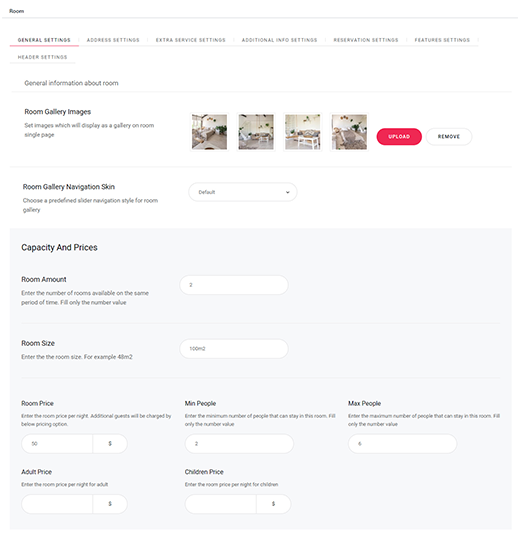 Room
GENERAL SETTINGS
ADDRESS SETTINGS
EXTRA SERVICE SETTINGS
ADDITIONAL INFO SETTINGS
RESERVATION SETTINGS
FEATURES SETTINGS
HEADER SETTINGS
General information about room
Room Gallery Images
Set images which will display as a gallery on room
single page
UPLOAD
REMOVE
Room Gallery Navigation Skin
Choose a predefined slider navigation style for room
gallery
Default
Capacity And Prices
Room Amount
Enter the number of rooms available on the same
period of time. Fill only the number value
2
Room Size
Enter the the room size. For example 48m2
100m2
Room Price
Enter the room price per night. Additional guests will be charged by
below pricing option.
50
$
Min People
Enter the minimum number of people that can stay in this room. Fill
only the number value
2
Max People
Enter the maximum number of people that can stay in this room. Fill
only the number value
6
Adult Price
Enter the room price per night for adult
$
Children Price
Enter the room price per night for children
$